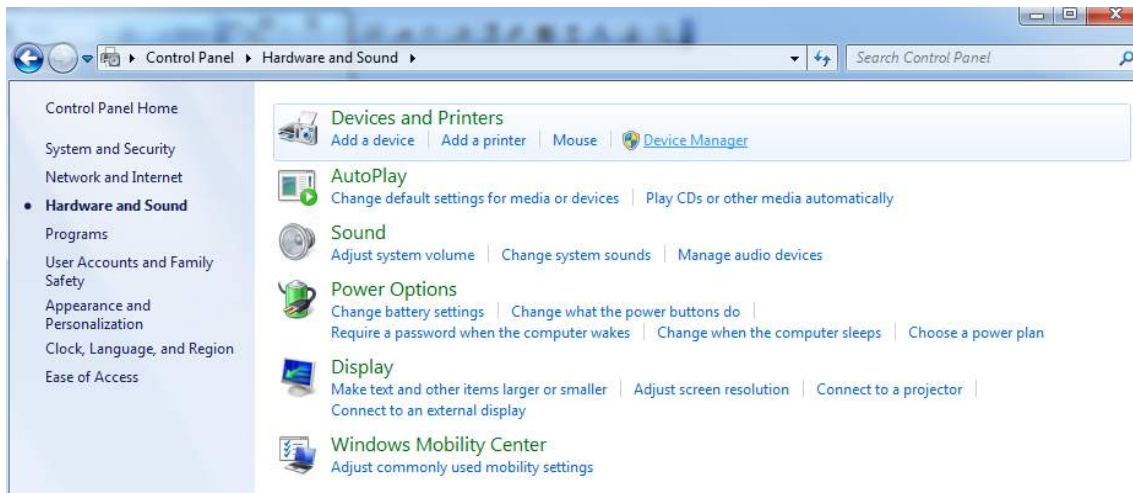 Control Panel Hardware and Sound Search Control Panel
Control Panel Home
System and Security
Network and Internet
Hardware and Sound
Programs
User Accounts and Family
Safety
Appearance and
Personalization
Clock, Language, and Region
Ease of Access
Devices and Printers
Add a device Add a printer Mouse Device Manager
AutoPlay
Change default settings for media or devices Play CDs or other media automatically
Sound
Adjust system volume Change system sounds Manage audio devices
Power Options
Change battery settings Change what the power buttons do
Require a password when the computer wakes Change when the computer sleeps Choose a power plan
Display
Make text and other items larger or smaller Adjust screen resolution Connect to a projector
Connect to an external display
Windows Mobility Center
Adjust commonly used mobility settings